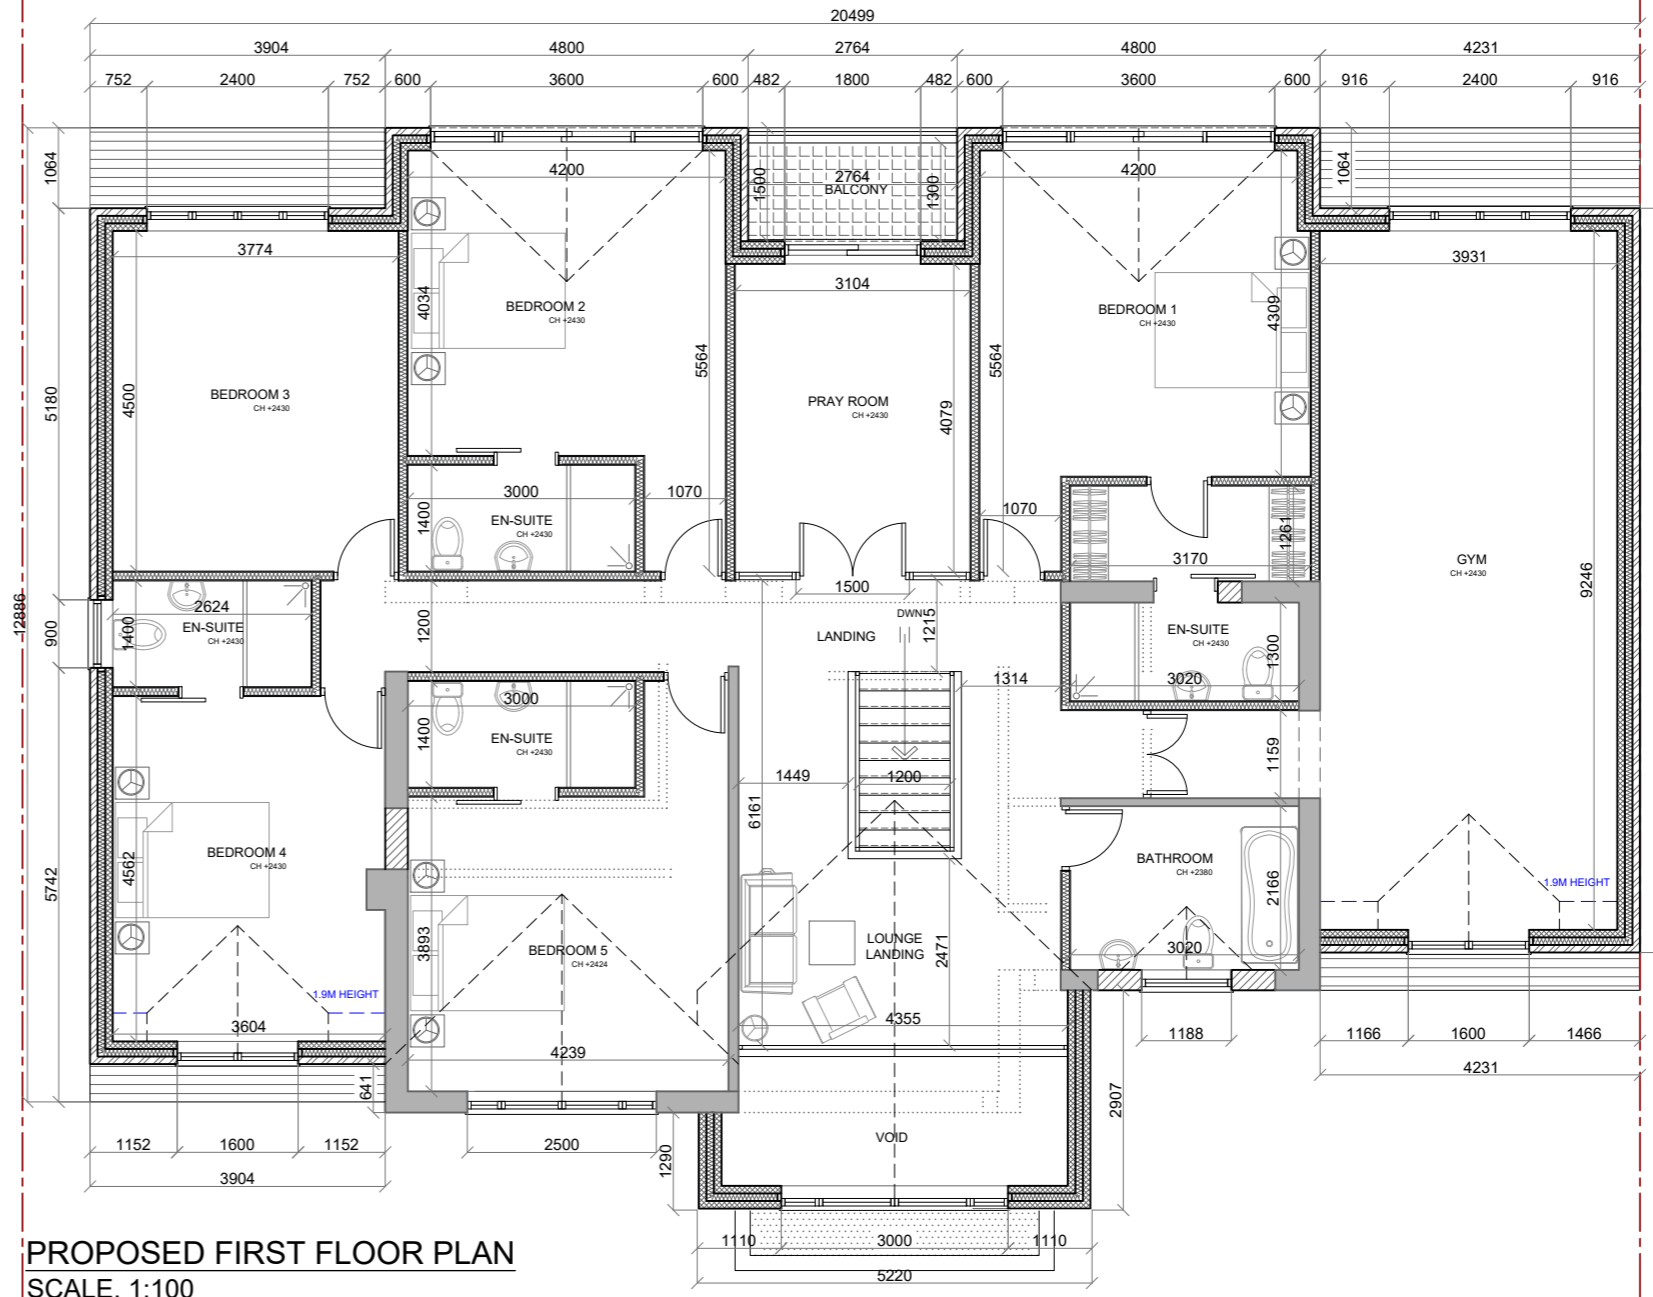 20499
3904 4800 2764 4800 4231
752 2400 752 600 3600 600 482 1800 482 600 3600 600 916 2400 916
1064
1500
2764
BALCONY
1300
1064
4200
4200
3774
3104
3931
4034
BEDROOM 2
CH +2430
BEDROOM 1
CH +2430
4309
5564
5564
BEDROOM 3
CH +2430
4500
5180
PRAY ROOM
CH +2430
4079
3000
1070
EN-SUITE
CH +2430
1400
1070
1261
3170
GYM
CH +2430
9246
1500
12886
900
2624
EN-SUITE
CH +2430
1400
1200
LANDING
DWN
1215
EN-SUITE
CH +2430
1300
3020
1314
3000
EN-SUITE
CH +2430
1400
1449
1200
1159
6161
BEDROOM 4
CH +2430
4562
5742
BATHROOM
CH +2380
2166
3020
1.9M HEIGHT
BEDROOM 5
CH +2424
3893
LOUNGE
LANDING
2471
1.9M HEIGHT
3604
4355
4239
1188
1166 1600 1466
4231
641
2907
VOID
1290
1152 1600 1152
2500
3904
1110 3000 1110
5220
PROPOSED FIRST FLOOR PLAN
SCALE. 1:100